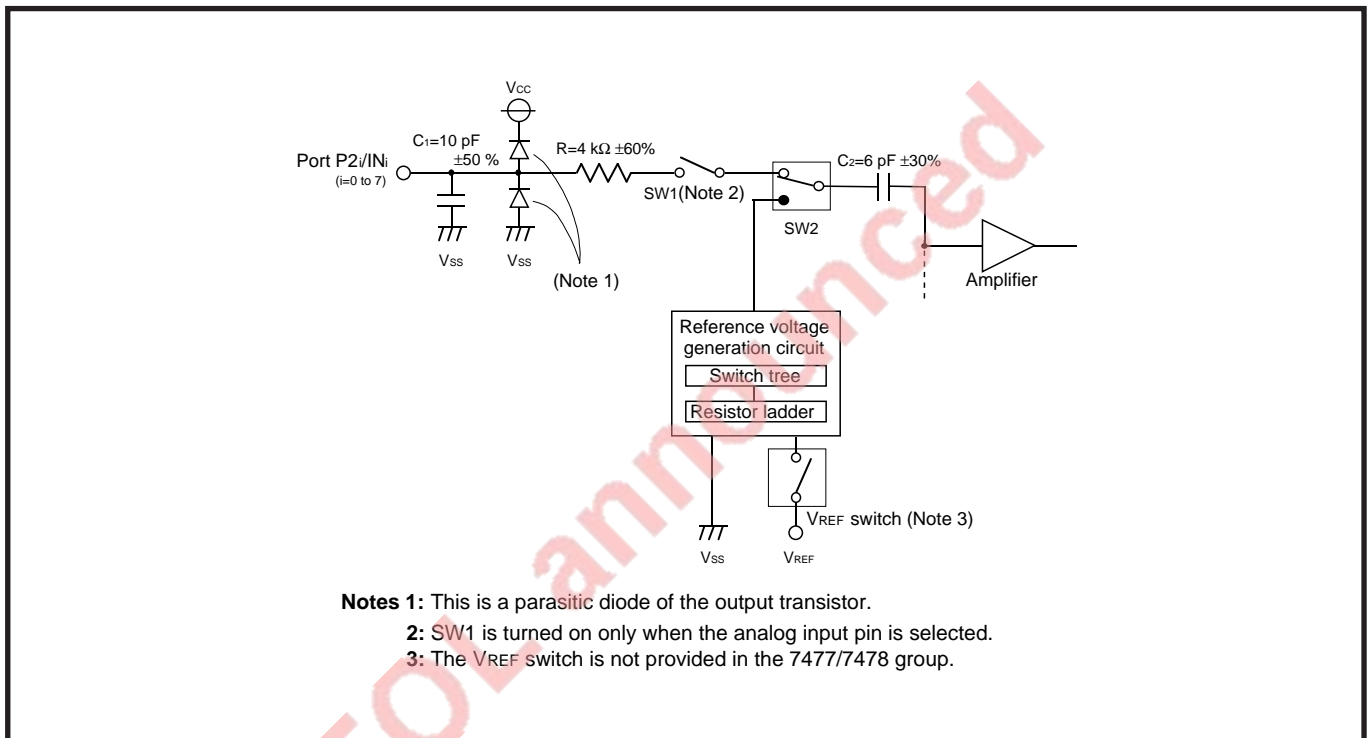 Vcc
C1=10 pF
±50 %
R=4 kΩ ±60%
C2=6 pF ±30%
Port P2i/INi
(i=0 to 7)
SW1(Note 2)
SW2
Vss
Vss
(Note 1)
Amplifier
Reference voltage
generation circuit
Switch tree
Resistor ladder
VREF switch (Note 3)
Vss
VREF
Notes 1: This is a parasitic diode of the output transistor.
2: SW1 is turned on only when the analog input pin is selected.
3: The VREF switch is not provided in the 7477/7478 group.
EOL announced